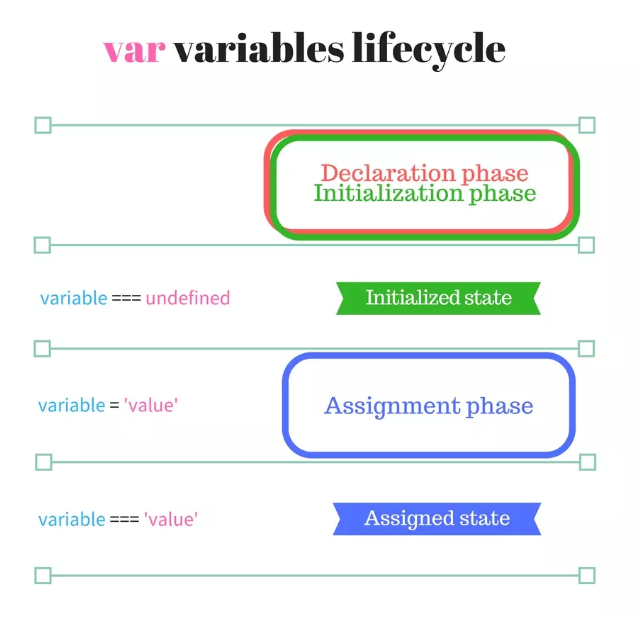 var variables lifecycle
Declaration phase
Initialization phase
variable === undefined
Initialized state
variable = 'value'
Assignment phase
variable === 'value'
Assigned state